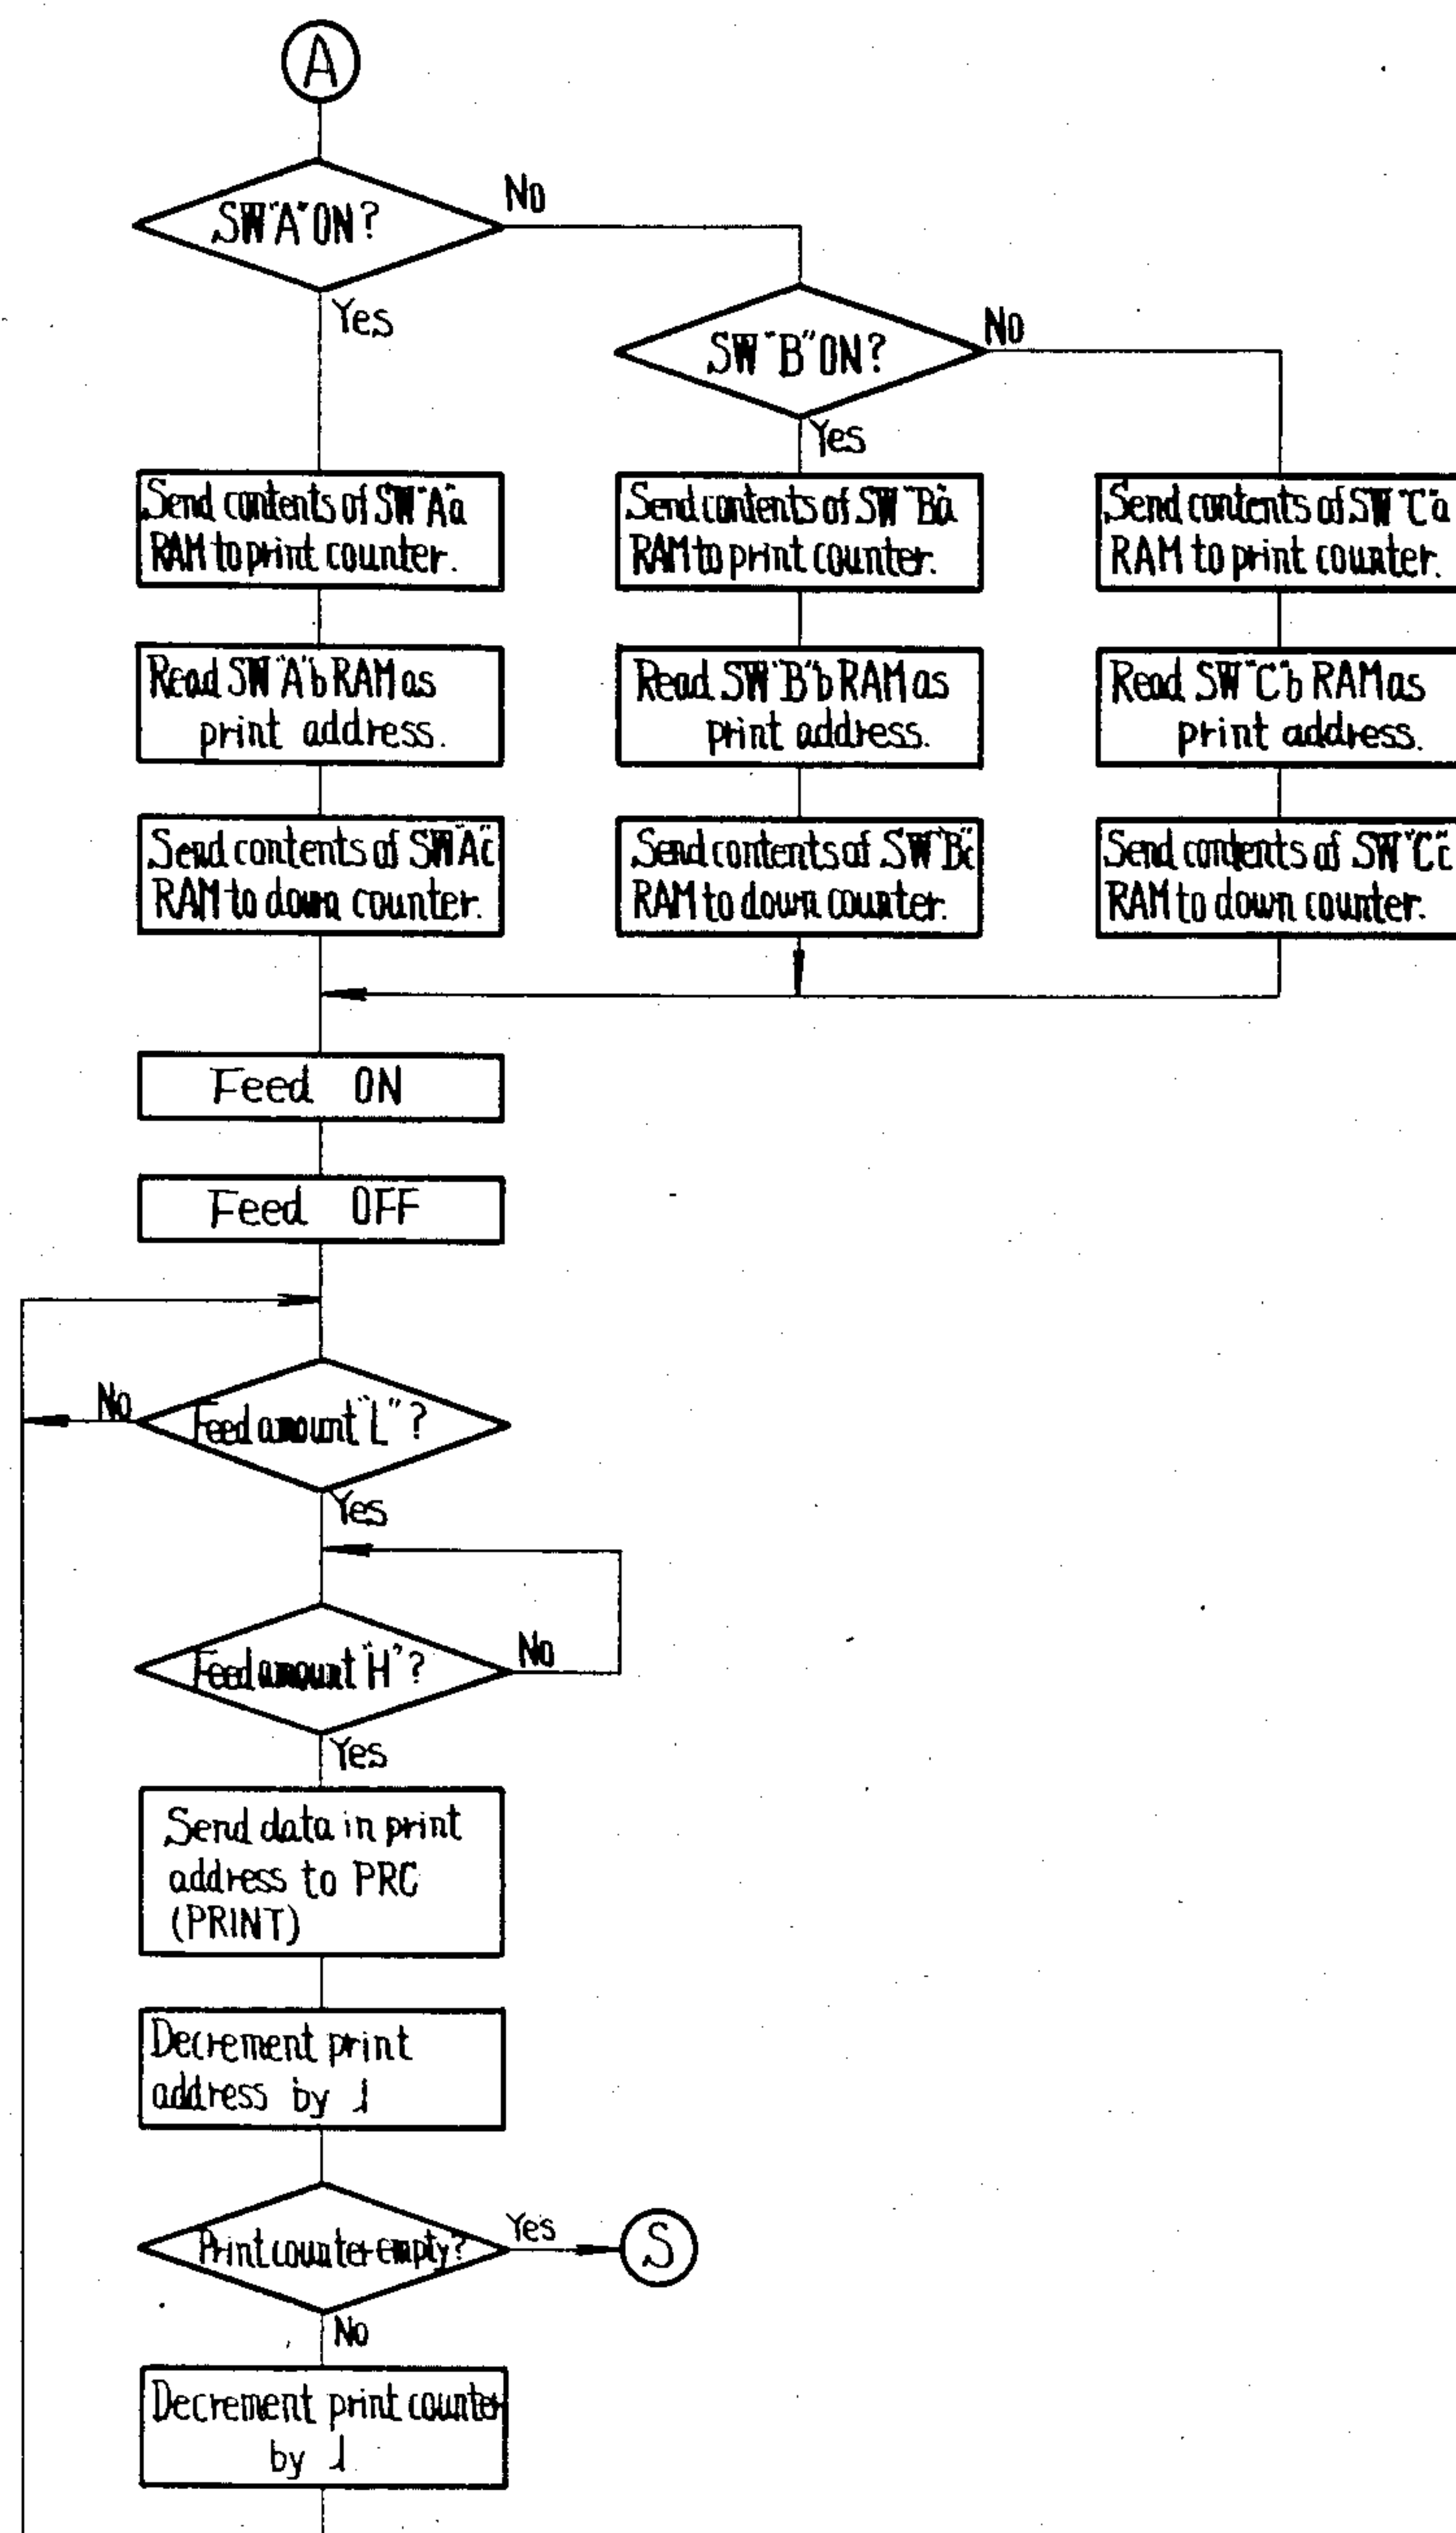 A
SW"A"ON?
No
Yes
SW"B"ON?
No
Yes
Send contents of SW"A"a
RAM to print counter.
Send contents of SW"B"a
RAM to print counter.
Send contents of SW"C"a
RAM to print counter.
Read SW"A"b RAM as
print address.
Read SW"B"b RAM as
print address.
Read SW"C"b RAM as
print address.
Send contents of SW"A"c
RAM to down counter.
Send contents of SW"B"c
RAM to down counter.
Send contents of SW"C"c
RAM to down counter.
Feed ON
Feed OFF
No
Feed amount "L"?
Yes
Feed amount "H"?
No
Yes
Send data in print
address to PRC
(PRINT)
Decrement print
address by 1
Print counter empty?
Yes
S
No
Decrement print counter
by 1